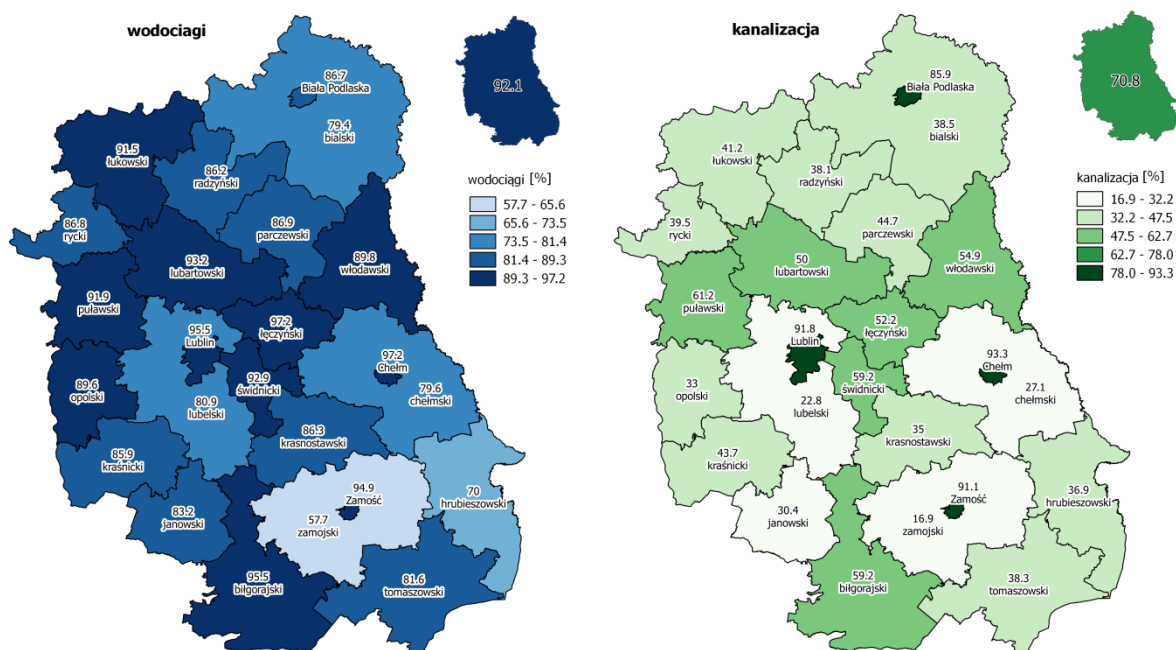 wodociagi
92.1
86.7
Biała Podlaska
79.4
bialski
91.5
łukowski
86.2
radzyński
86.8
rycki
86.9
parczewski
93.2
lubartowski
89.8
włodawski
91.9
puławski
95.5
Lublin
97.2
łęczyński
97.2
Chełm
79.6
chełmski
92.9
świdnicki
89.6
opolski
80.9
lubelski
86.3
krasnostawski
85.9
kraśnicki
94.9
Zamość
57.7
zamojski
70
hrubieszowski
83.2
janowski
95.5
biłgorajski
81.6
tomaszowski
wodociągi [%]
57.7 - 65.6
65.6 - 73.5
73.5 - 81.4
81.4 - 89.3
89.3 - 97.2
kanalizacja
70.8
85.9
Biała Podlaska
38.5
bialski
41.2
łukowski
38.1
radzyński
39.5
rycki
44.7
parczewski
50
lubartowski
54.9
włodawski
61.2
puławski
91.8
Lublin
52.2
łęczyński
93.3
Chełm
27.1
chełmski
59.2
świdnicki
33
opolski
22.8
lubelski
35
krasnostawski
43.7
kraśnicki
91.1
Zamość
16.9
zamojski
36.9
hrubieszowski
30.4
janowski
59.2
biłgorajski
38.3
tomaszowski
kanalizacja [%]
16.9 - 32.2
32.2 - 47.5
47.5 - 62.7
62.7 - 78.0
78.0 - 93.3